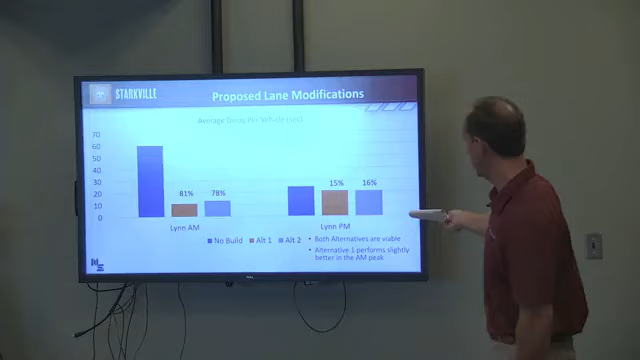 STARKVILLE
Proposed Lane Modifications
Average Delay Per Vehicle (sec)
70
60
50
40
30
20
10
0
81%
78%
15%
16%
Lynn AM
Lynn PM
No Build
Alt 1
Alt 2
• Both Alternatives are viable
• Alternative 1 performs slightly
better in the AM peak